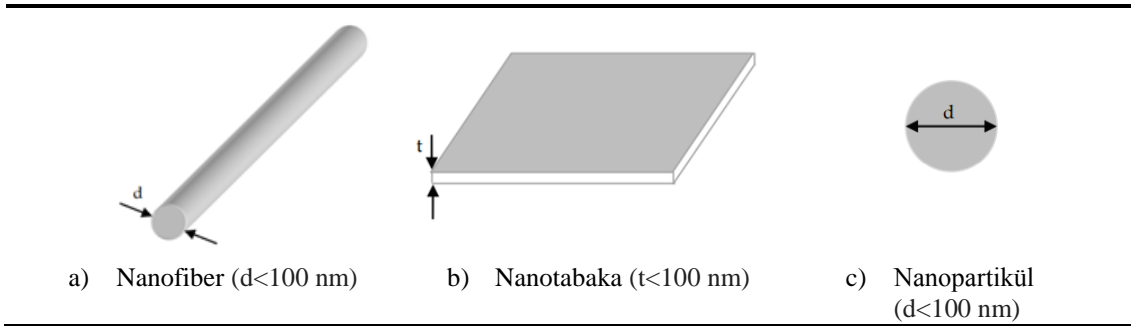 d
t
d
a) Nanofiber (d<100 nm)
b) Nanotabaka (t<100 nm)
c) Nanopartikül
(d<100 nm)